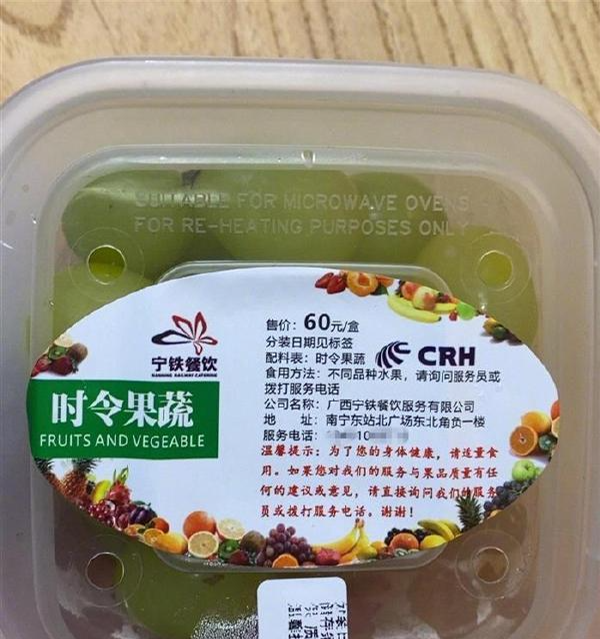 SUITABLE FOR MICROWAVE OVENS
FOR RE-HEATING PURPOSES ONLY
宁铁餐饮
NANNING RAILWAY CATERING
时令果蔬
FRUITS AND VEGEABLE
售价：60元/盒
分装日期见标签
配料表：时令果蔬
CRH
食用方法：不同品种水果，请询问服务员或
拨打服务电话
公司名称：广西宁铁餐饮服务有限公司
地 址：南宁东站北广场东北角负一楼
服务电话： 10
温馨提示：为了您的身体健康，请适量食
用。如果您对我们的服务与果品质量有任
何的建议或意见，请直接询问我们的服务
员或拨打服务电话。谢谢！